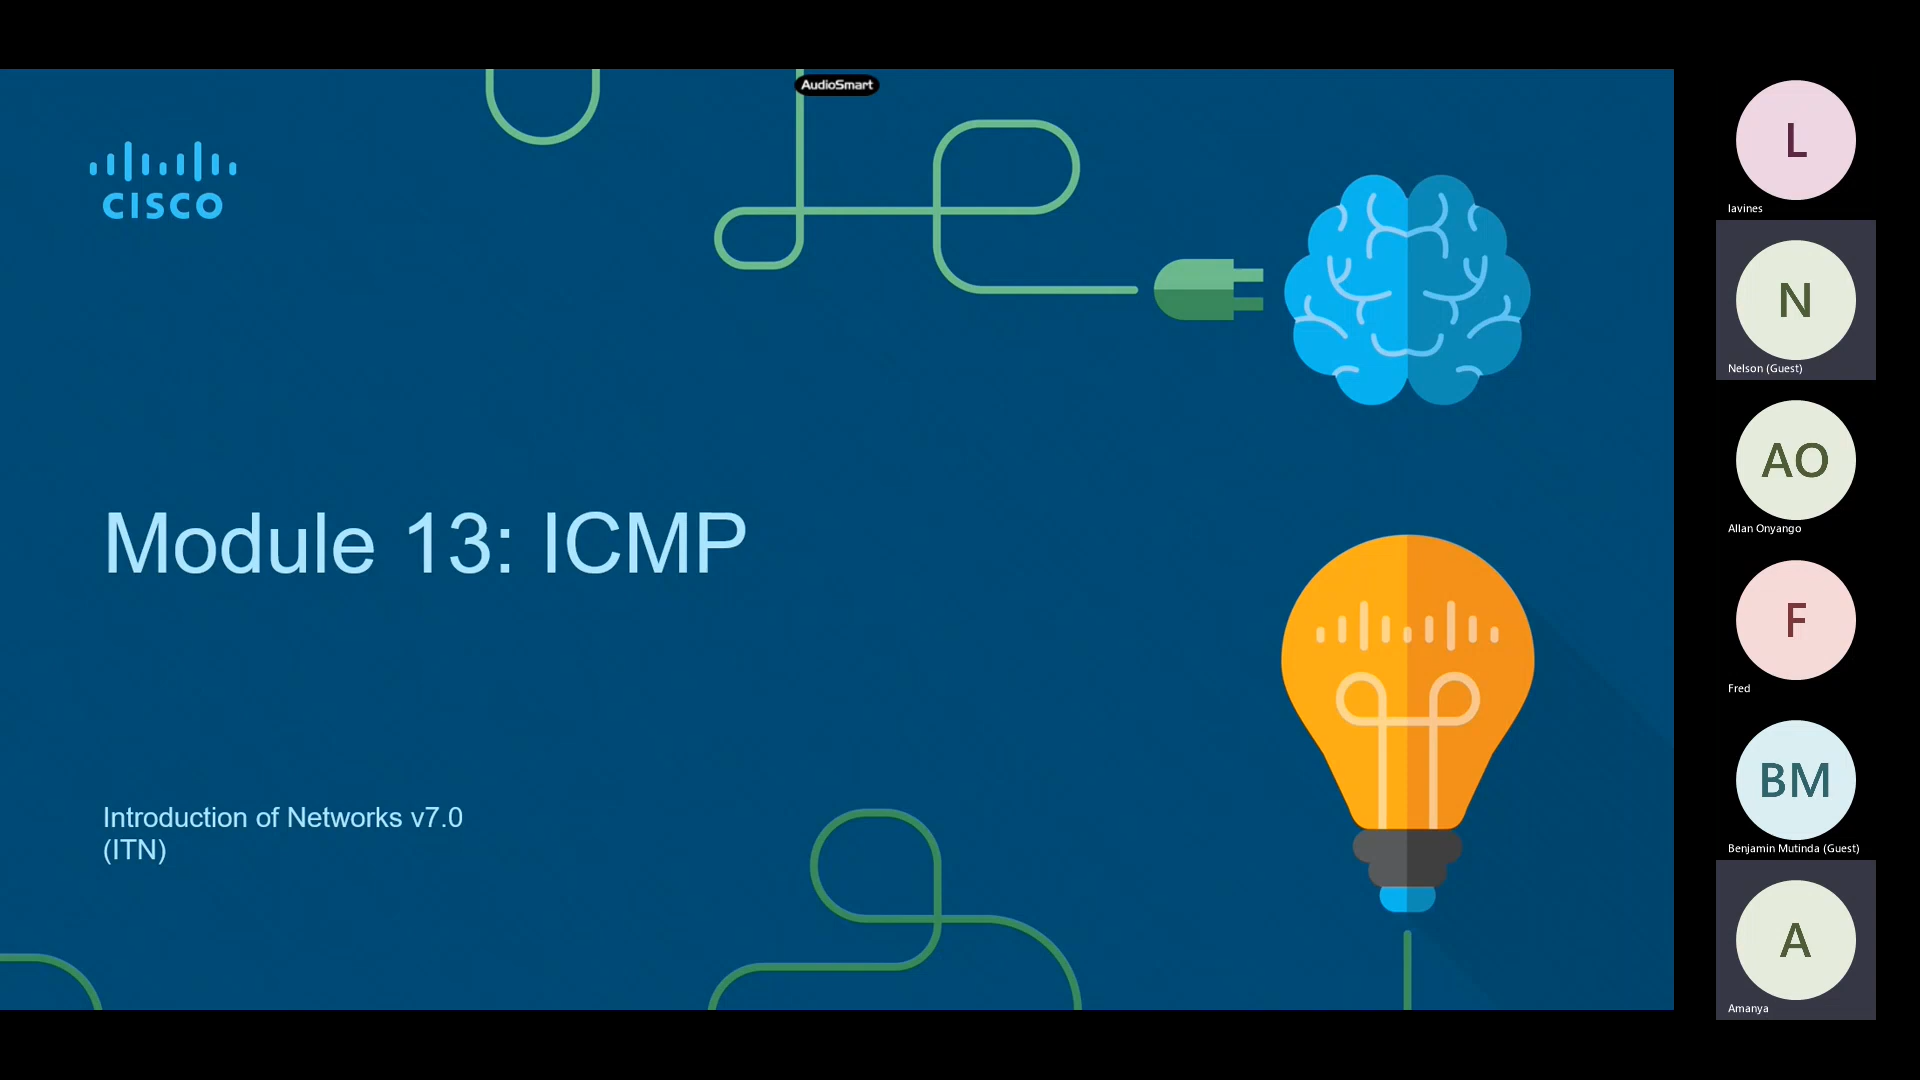 AudioSmart
CISCO
Module 13: ICMP
Introduction of Networks v7.0
(ITN)
L
lavines
N
Nelson (Guest)
AO
Allan Onyango
F
Fred
BM
Benjamin Mutinda (Guest)
A
Amanya